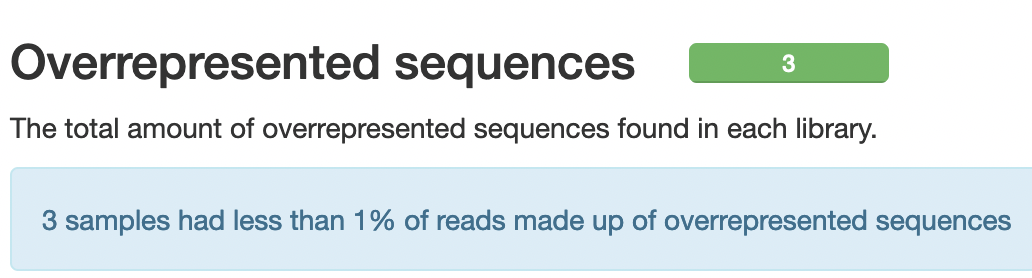 Overrepresented sequences 3
The total amount of overrepresented sequences found in each library.
3 samples had less than 1% of reads made up of overrepresented sequences